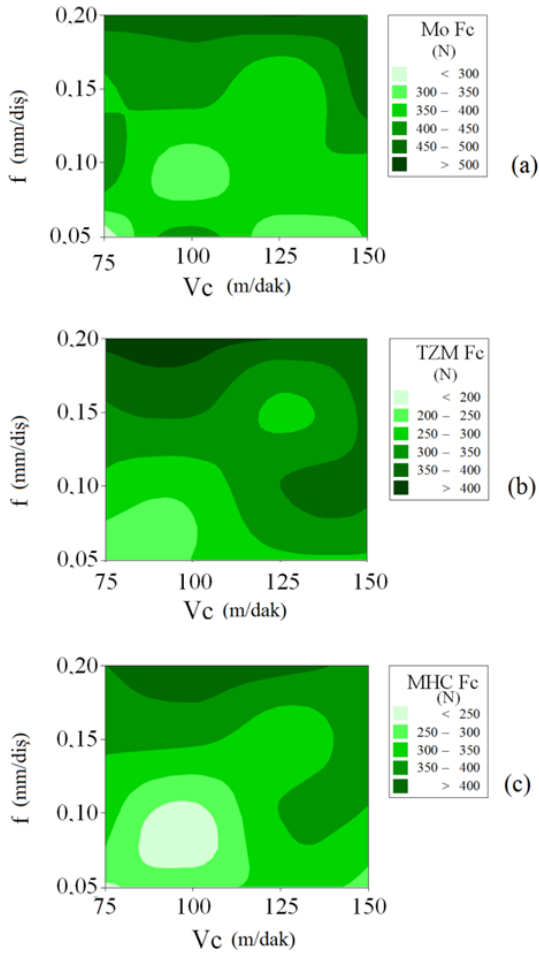 Mo Fc
(N)
< 300
300 – 350
350 – 400
400 – 450
450 – 500
> 500
(a)
0,20
0,15
0,10
0,05
f (mm/diş)
75 100 125 150
Vc (m/dak)
TZM Fc
(N)
< 200
200 – 250
250 – 300
300 – 350
350 – 400
> 400
(b)
0,20
0,15
0,10
0,05
f (mm/diş)
75 100 125 150
Vc (m/dak)
MHC Fc
(N)
< 250
250 – 300
300 – 350
350 – 400
> 400
(c)
0,20
0,15
0,10
0,05
f (mm/diş)
75 100 125 150
Vc (m/dak)